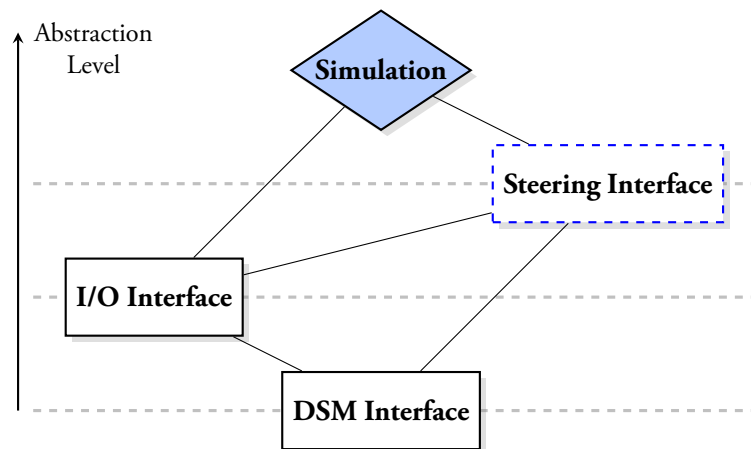 Abstraction
Level
Simulation
Steering Interface
I/O Interface
DSM Interface